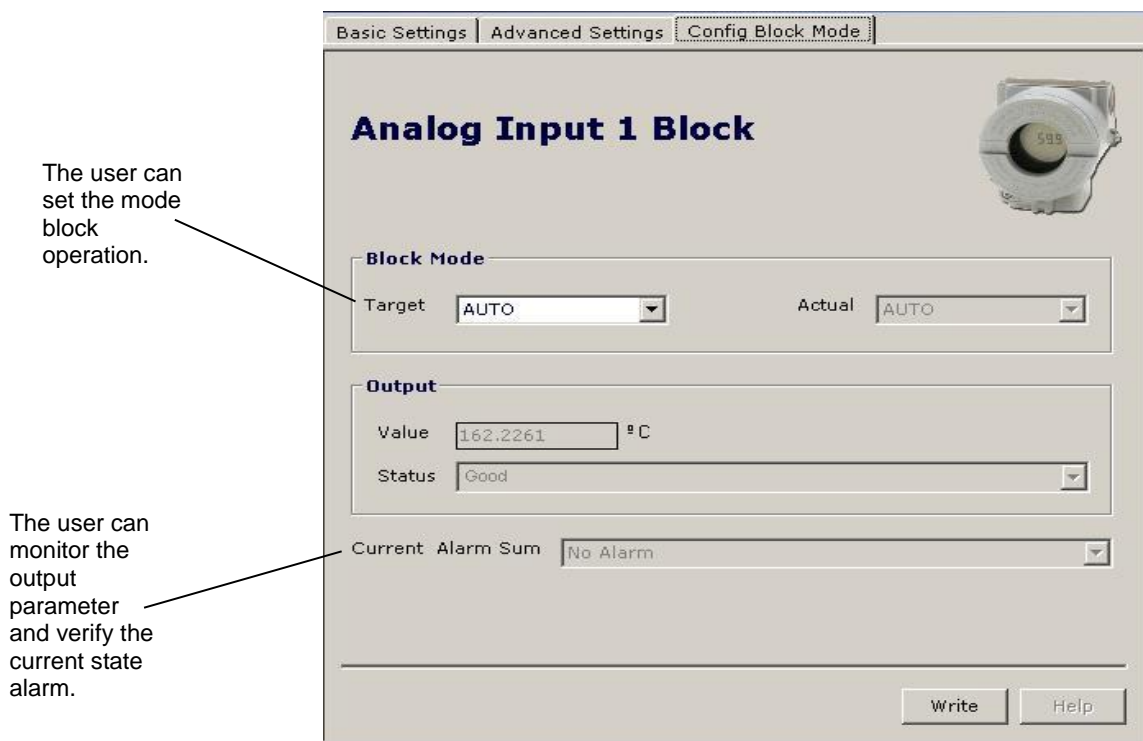 Basic Settings Advanced Settings Config Block Mode
Analog Input 1 Block
599
The user can
set the mode
block
operation.
Block Mode
Target AUTO Actual AUTO
Output
Value 162.2261 ºC
Status Good
The user can
monitor the
output
parameter
and verify the
current state
alarm.
Current Alarm Sum No Alarm
Write Help